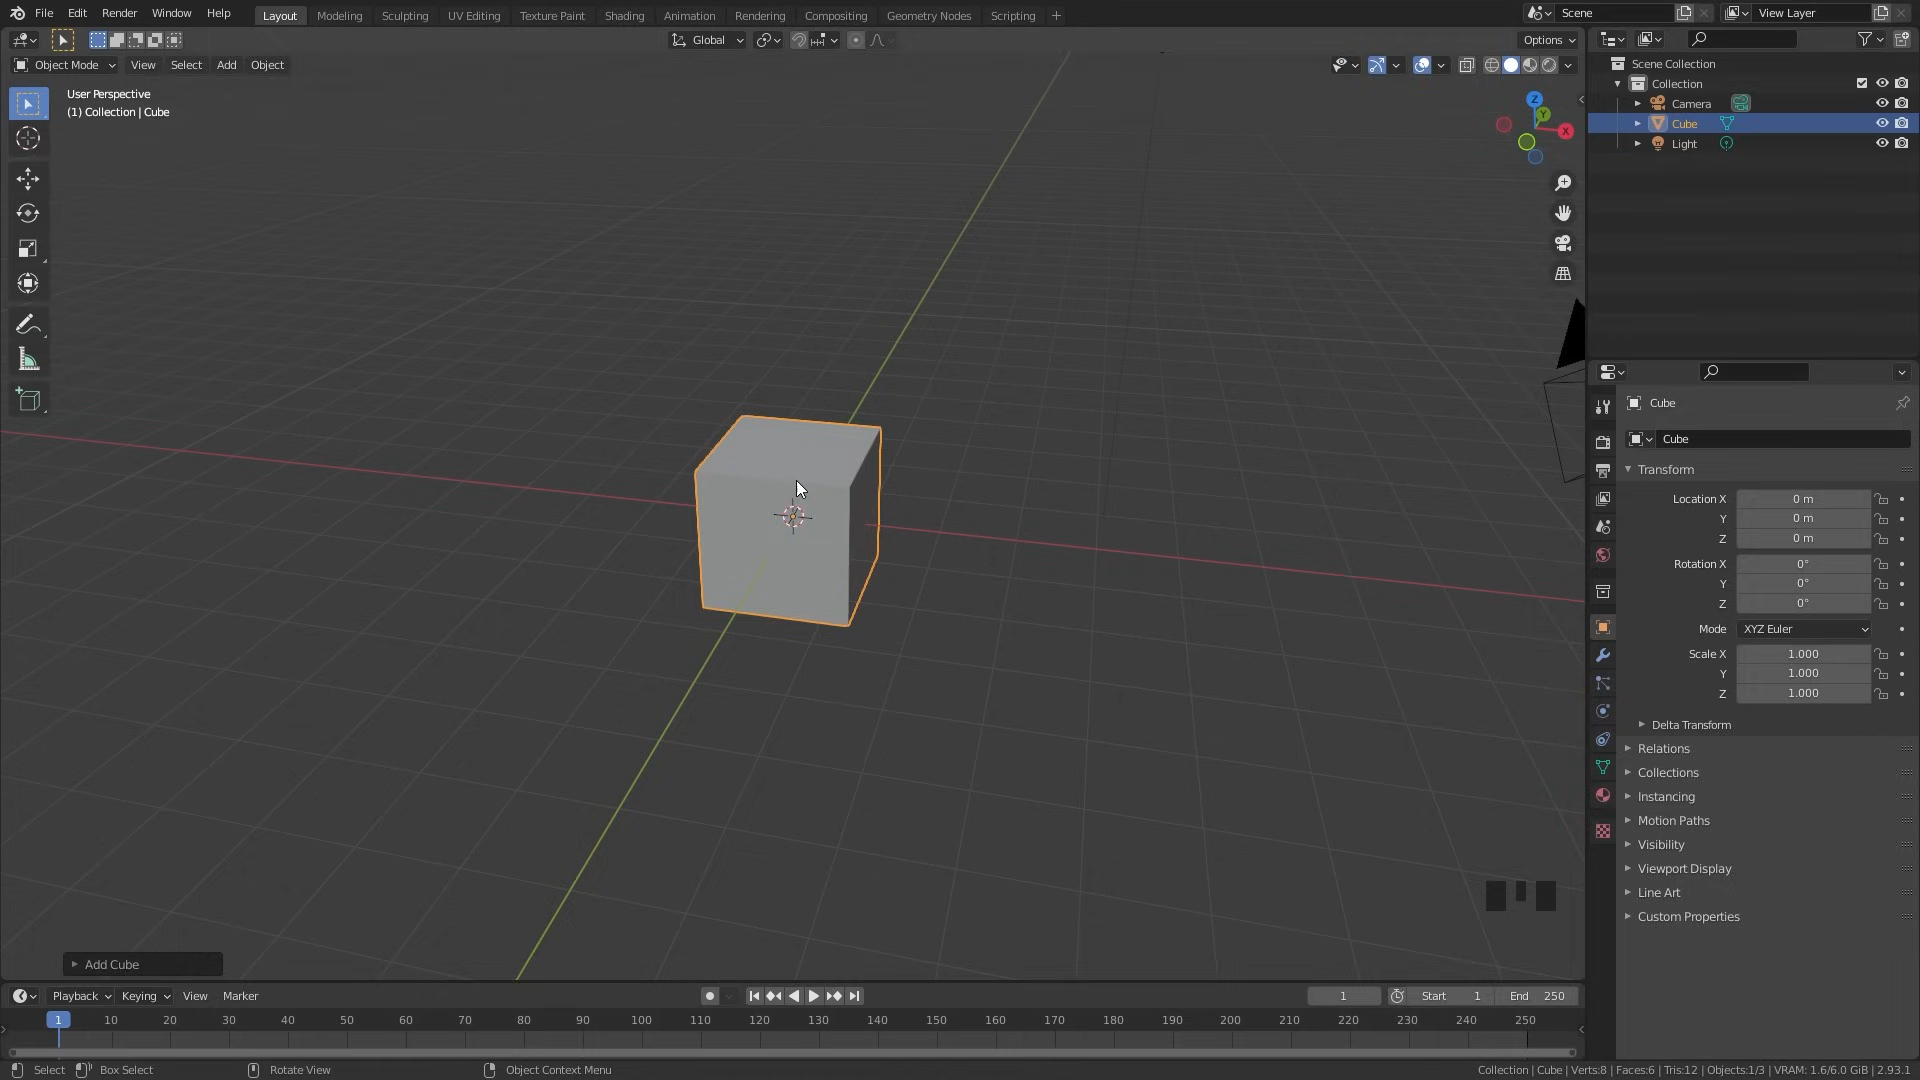 File Edit Render Window Help Layout Modeling Sculpting UV Editing Texture Paint Shading Animation Rendering Compositing Geometry Nodes Scripting + Scene View Layer
Global Options
Object Mode View Select Add Object
User Perspective
(1) Collection | Cube
Z
Y
X
Scene Collection
Collection
Camera
Cube
Light
Cube
Cube
Transform
Location X 0 m
Y 0 m
Z 0 m
Rotation X 0°
Y 0°
Z 0°
Mode XYZ Euler
Scale X 1.000
Y 1.000
Z 1.000
Delta Transform
Relations
Collections
Instancing
Motion Paths
Visibility
Viewport Display
Line Art
Custom Properties
Add Cube
Playback Keying View Marker 1 Start 1 End 250
1 10 20 30 40 50 60 70 80 90 100 110 120 130 140 150 160 170 180 190 200 210 220 230 240 250
Select Box Select Rotate View Object Context Menu Collection | Cube | Verts:8 | Faces:6 | Tris:12 | Objects:1/3 | VRAM: 1.6/6.0 GiB | 2.93.1